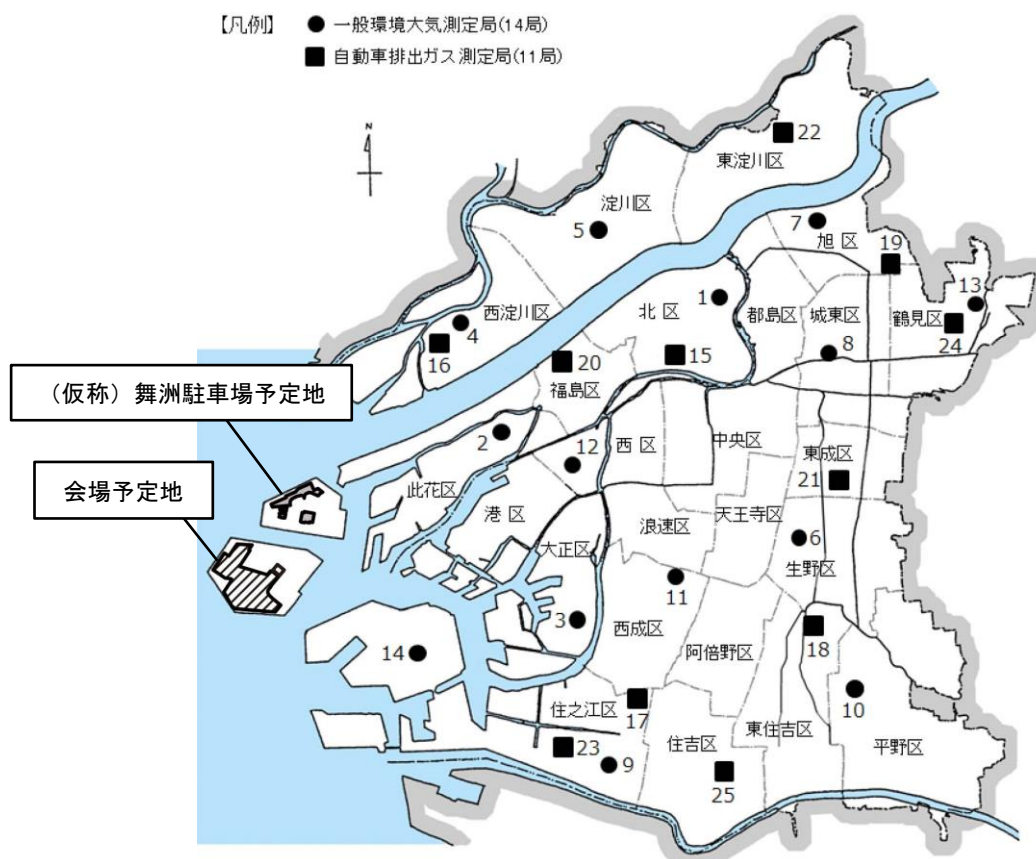 【凡例】 ● 一般環境大気測定局(14局)
■ 自動車排出ガス測定局(11局)
N
22
東淀川区
淀川区
5
7
旭区
19
13
1
北区
都島区
城東区
鶴見区
24
西淀川区
4
16
8
20
15
福島区
(仮称)舞洲駐車場予定地
2
12
西区
中央区
東成区
21
会場予定地
此花区
港区
浪速区
天王寺区
6
大正区
生野区
11
3
西成区
18
14
阿倍野区
10
住之江区
17
住吉区
東住吉区
平野区
23
9
25